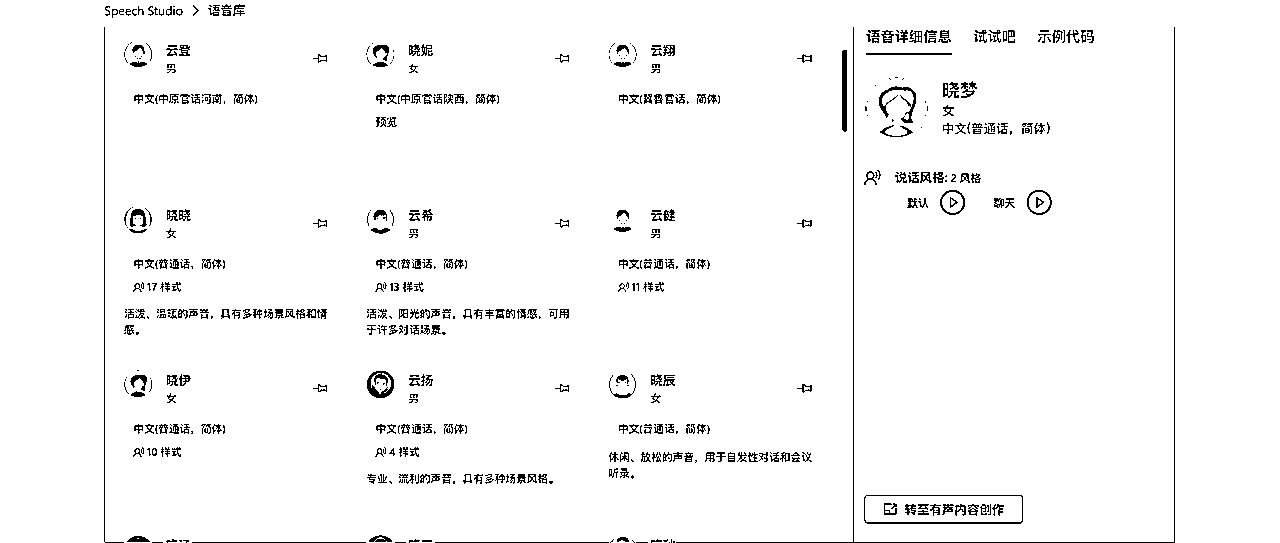 Speech Studio > 语音库
云登
男
中文(中原官话河南，简体)
晓妮
女
中文(中原官话陕西，简体)
预览
云翔
男
中文(冀鲁官话，简体)
晓晓
女
中文(普通话，简体)
17 样式
活泼、温暖的声音，具有多种场景风格和情
感。
云希
男
中文(普通话，简体)
13 样式
活泼、阳光的声音，具有丰富的情感，可用
于许多对话场景。
云健
男
中文(普通话，简体)
11 样式
晓伊
女
中文(普通话，简体)
10 样式
云扬
男
中文(普通话，简体)
4 样式
专业、流利的声音，具有多种场景风格。
晓辰
女
中文(普通话，简体)
休闲、放松的声音，用于自发性对话和会议
听录。
语音详细信息 试试吧 示例代码
晓梦
女
中文(普通话，简体)
说话风格: 2 风格
默认 聊天
转至有声内容创作